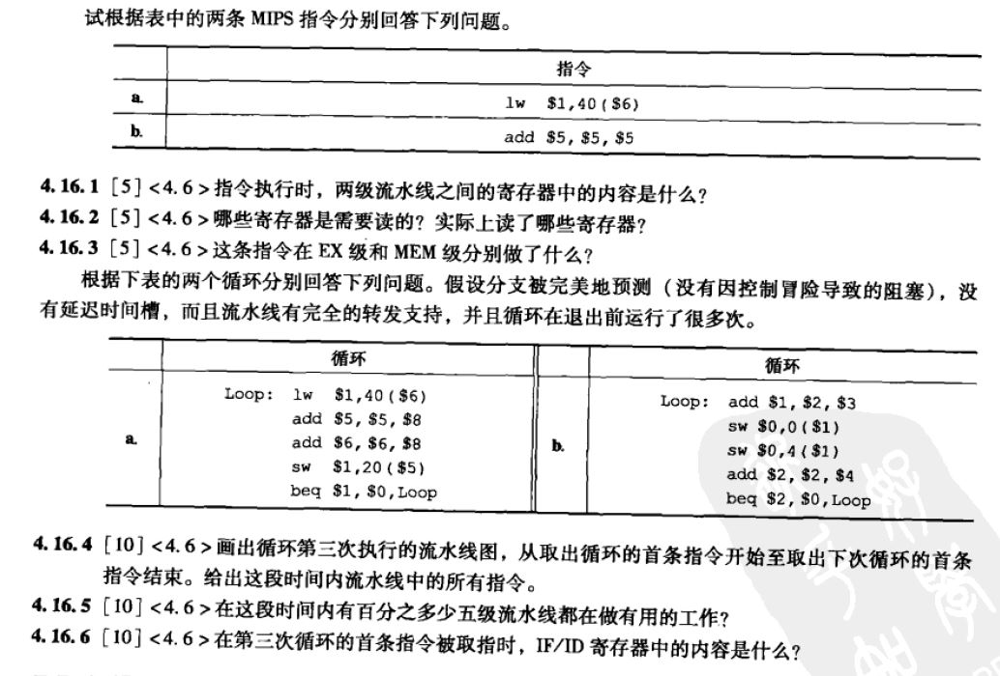 试根据表中的两条 MIPS 指令分别回答下列问题。
指令
a. lw $1,40($6)
b. add $5,$5,$5
4.16.1 [5]<4.6>指令执行时，两级流水线之间的寄存器中的内容是什么？
4.16.2 [5]<4.6>哪些寄存器是需要读的？实际上读了哪些寄存器？
4.16.3 [5]<4.6>这条指令在 EX 级和 MEM 级分别做了什么？
根据下表的两个循环分别回答下列问题。假设分支被完美地预测（没有因控制冒险导致的阻塞），没
有延迟时间槽，而且流水线有完全的转发支持，并且循环在退出前运行了很多次。
循环
a.
Loop: lw $1,40($6)
add $5,$5,$8
add $6,$6,$8
sw $1,20($5)
beq $1,$0,Loop
循环
b.
Loop: add $1,$2,$3
sw $0,0($1)
sw $0,4($1)
add $2,$2,$4
beq $2,$0,Loop
4.16.4 [10]<4.6>画出循环第三次执行的流水线图，从取出循环的首条指令开始至取出下次循环的首条
指令结束。给出这段时间内流水线中的所有指令。
4.16.5 [10]<4.6>在这段时间内有百分之多少五级流水线都在做有用的工作？
4.16.6 [10]<4.6>在第三次循环的首条指令被取指时，IF/ID 寄存器中的内容是什么？